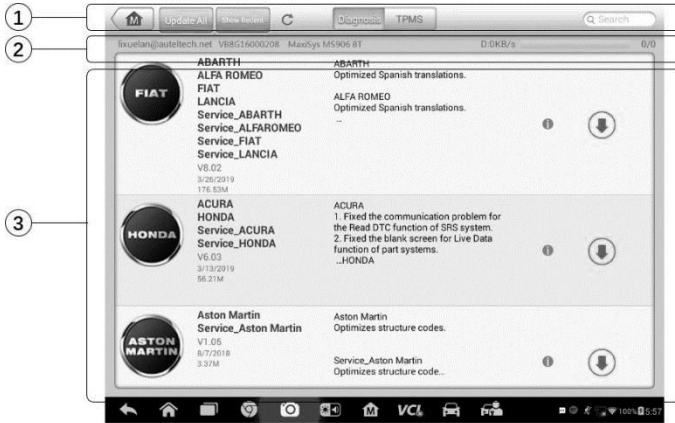 1
M
Update All
Show Recent
Diagnosis
TPMS
Search
2
fixuelan@auteltech.net VB8G16000208 MaxiSys MS906 BT
D:0KB/s
0/0
3
FIAT
ABARTH
ALFA ROMEO
FIAT
LANCIA
Service_ABARTH
Service_ALFAROMEO
Service_FIAT
Service_LANCIA
V8.02
3/26/2019
176.53M
ABARTH
Optimized Spanish translations.
ALFA ROMEO
Optimized Spanish translations.
...
HONDA
ACURA
HONDA
Service_ACURA
Service_HONDA
V6.03
3/13/2019
56.21M
ACURA
1. Fixed the communication problem for
the Read DTC function of SRS system.
2. Fixed the blank screen for Live Data
function of part systems.
...HONDA
ASTON
MARTIN
Aston Martin
Service_Aston Martin
V1.05
8/7/2018
3.37M
Aston Martin
Optimizes structure codes.
Service_Aston Martin
Optimizes structure code...
M
VCI
100%
5:57